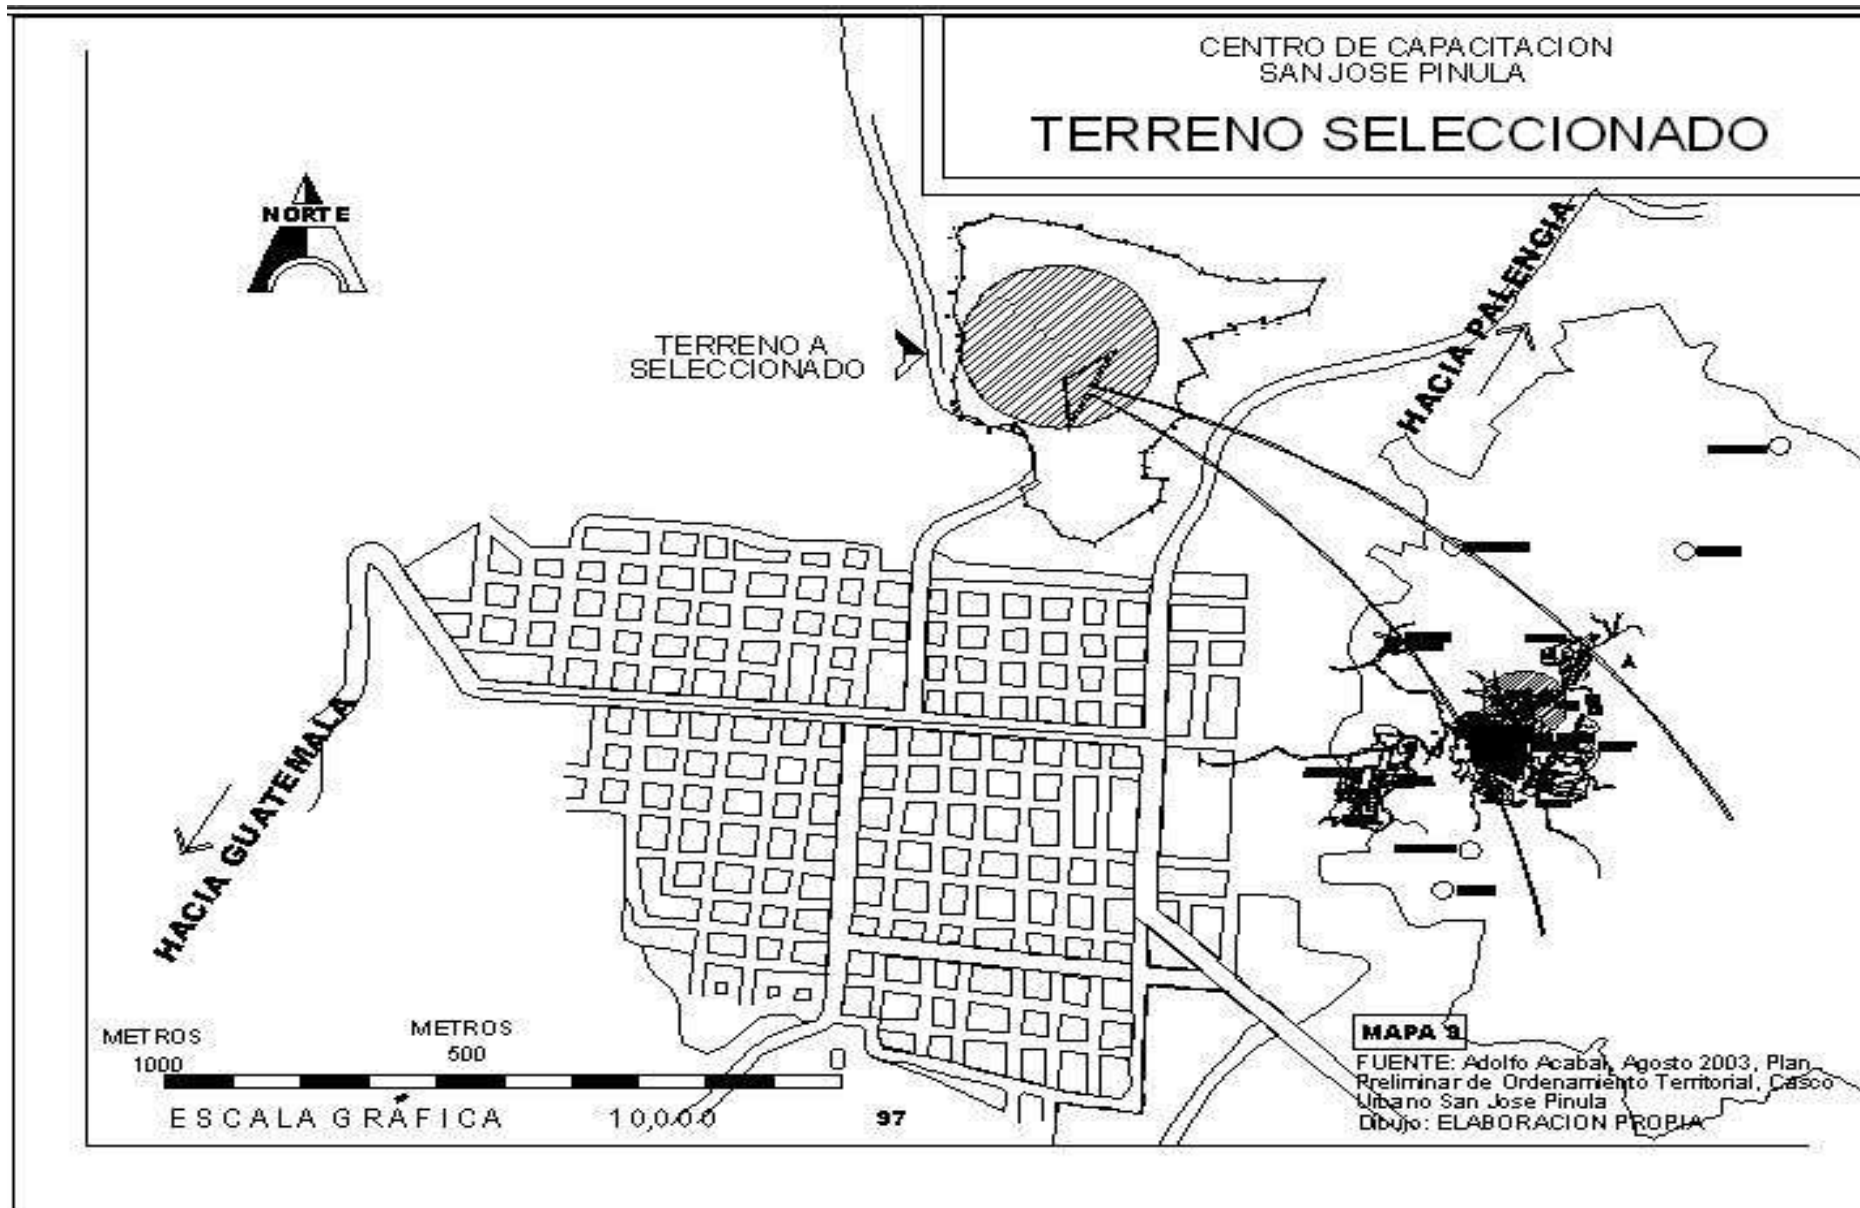 CENTRO DE CAPACITACION
SAN JOSE PINULA
TERRENO SELECCIONADO
NORTE
TERRENO A
SELECCIONADO
HACIA PALENCIA
HACIA GUATEMALA
A
METROS
1000
METROS
500
0
ESCALA GRÁFICA 10,000
97
MAPA
FUENTE: Adolfo Acabal, Agosto 2003, Plan
Preliminar de Ordenamiento Territorial, Casco
Urbano San Jose Pinula
Dibujo: ELABORACION PROPIA